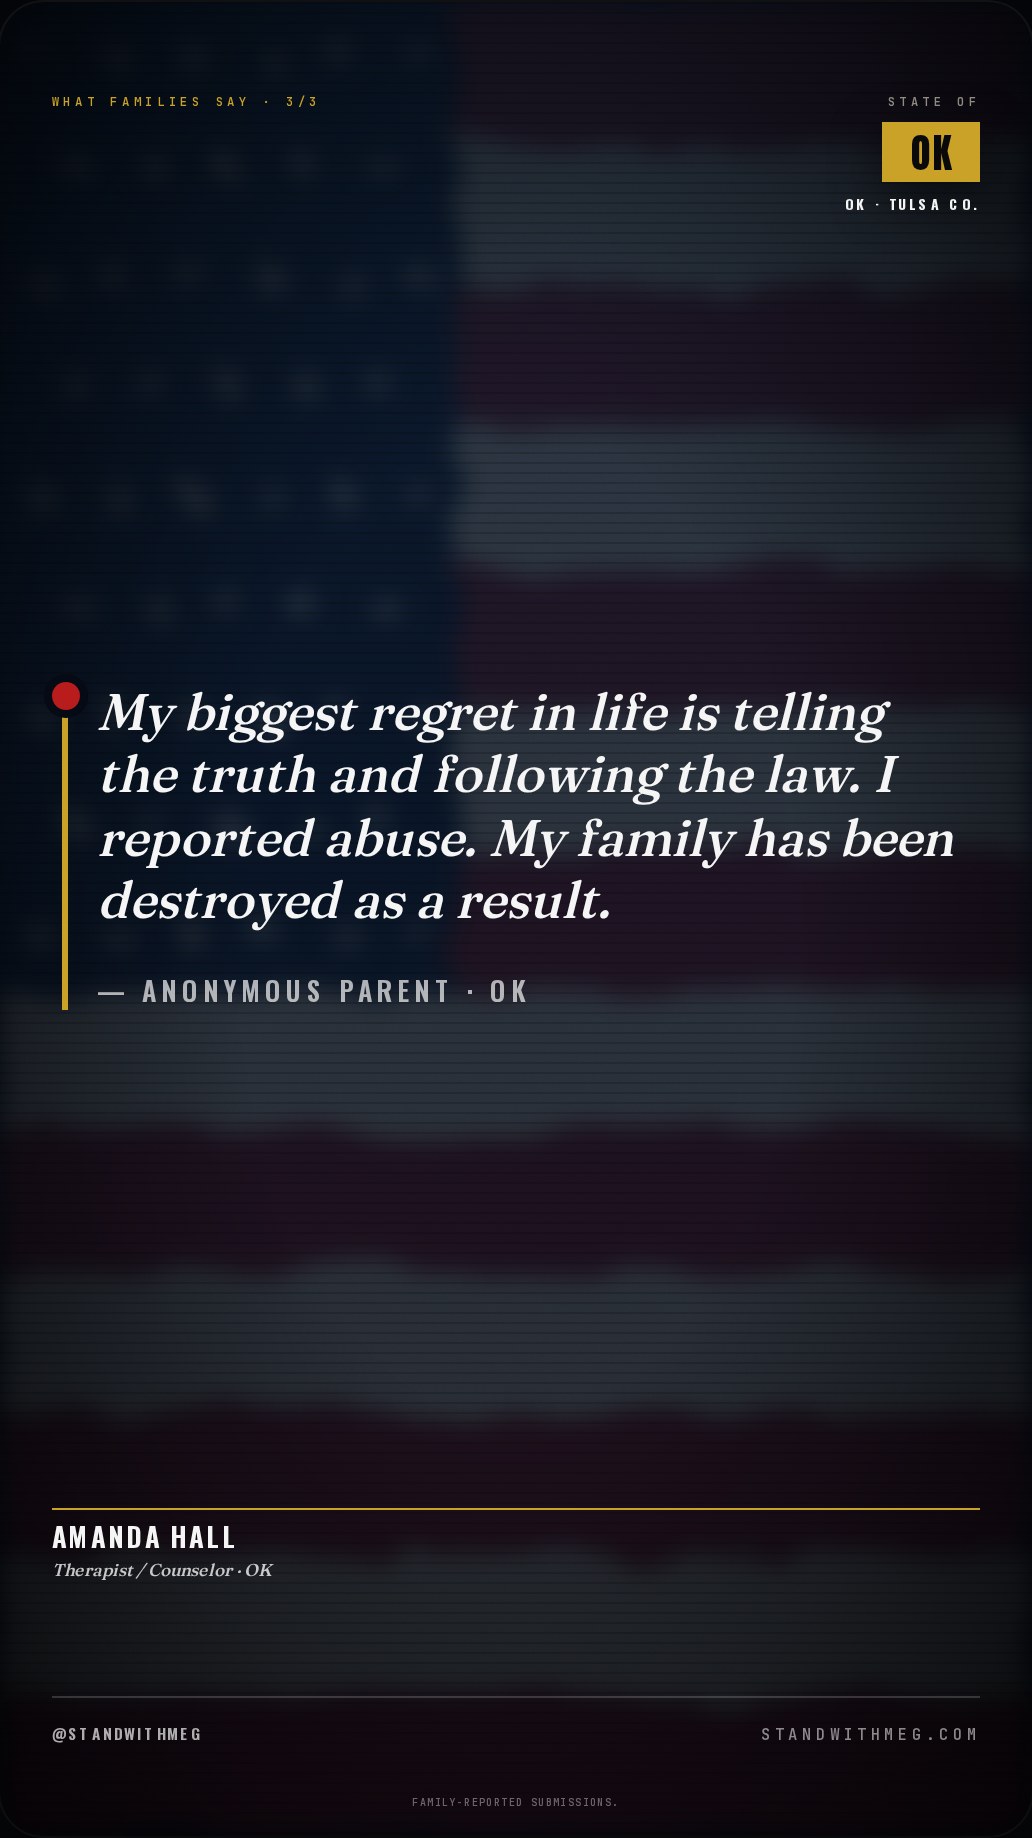 WHAT FAMILIES SAY · 3/3
STATE OF
OK
OK · TULSA CO.
My biggest regret in life is telling
the truth and following the law. I
reported abuse. My family has been
destroyed as a result.
— ANONYMOUS PARENT · OK
AMANDA HALL
Therapist / Counselor · OK
@STANDWITHMEG
STANDWITHMEG.COM
FAMILY-REPORTED SUBMISSIONS.